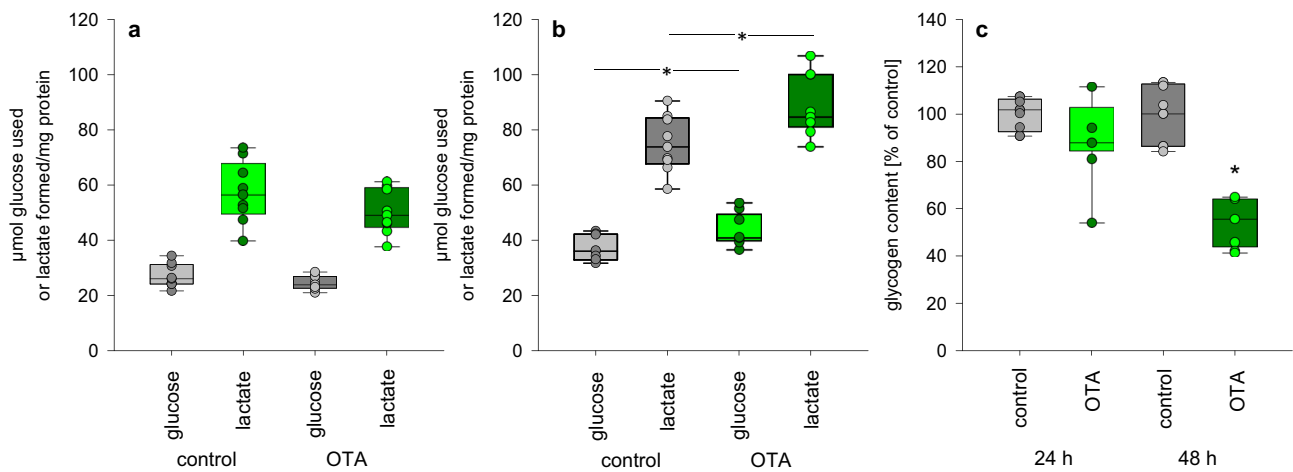 a
µmol glucose used
or lactate formed/mg protein
120
100
80
60
40
20
0
glucose
lactate
glucose
lactate
control
OTA
b
µmol glucose used
or lactate formed/mg protein
120
100
80
60
40
20
0
*
*
glucose
lactate
glucose
lactate
control
OTA
c
glycogen content [% of control]
140
120
100
80
60
40
20
0
*
control
OTA
control
OTA
24 h
48 h